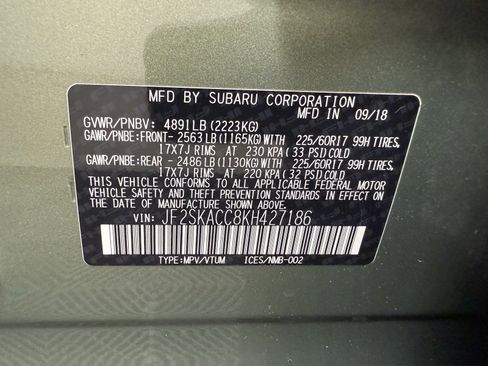 MFD BY SUBARU CORPORATION
MFD IN 09/18
GVWR/PNBV: 4891LB(2223KG)
GAWR/PNBE:FRONT- 2563LB(1165KG)WITH 225/60R17 99H TIRES,
17X7J RIMS AT 230 KPA(33 PSI)COLD
GAWR/PNBE:REAR - 2486LB(1130KG)WITH 225/60R17 99H TIRES,
17X7J RIMS AT 220 KPA(32 PSI)COLD
THIS VEHICLE CONFORMS TO ALL APPLICABLE FEDERAL MOTOR
VEHICLE SAFETY AND THEFT PREVENTION STANDARDS IN EFFECT
ON THE DATE OF MANUFACTURE SHOWN ABOVE.
VIN: JF2SKACC8KH427186
TYPE:MPV/VTUM ICES/NMB-002